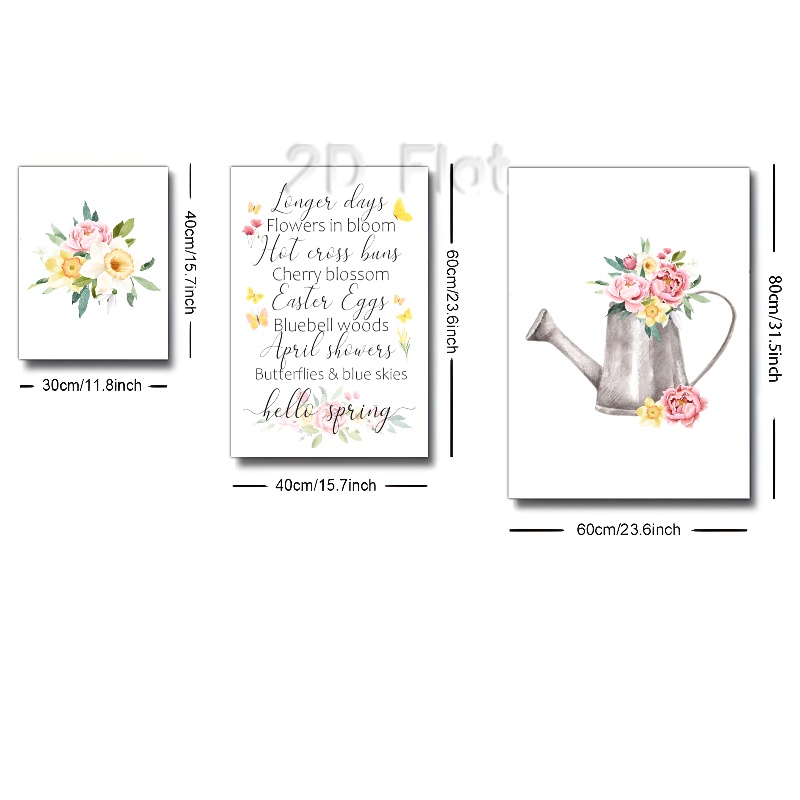 2D Flat
Longer days
Flowers in bloom
Hot cross buns
Cherry blossom
Easter Eggs
Bluebell woods
April showers
Butterflies & blue skies
hello spring
40cm/15.7inch
30cm/11.8inch
60cm/23.6inch
40cm/15.7inch
80cm/31.5inch
60cm/23.6inch